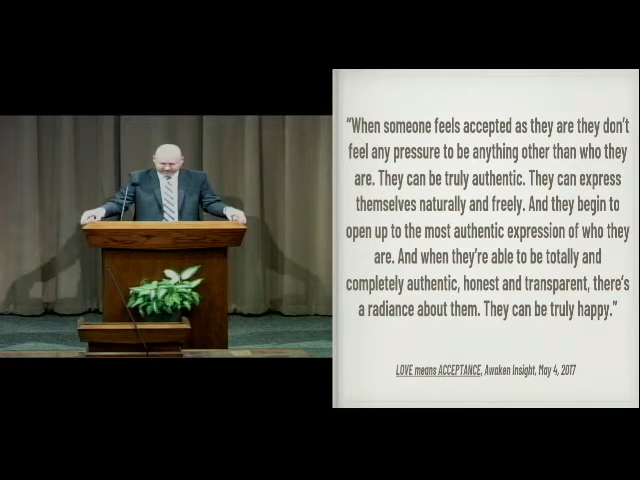 "When someone feels accepted as they are they don't
feel any pressure to be anything other than who they
are. They can be truly authentic. They can express
themselves naturally and freely. And they begin to
open up to the most authentic expression of who they
are. And when they're able to be totally and
completely authentic, honest and transparent, there's
a radiance about them. They can be truly happy."
LOVE means ACCEPTANCE, Awaken Insight, May 4, 2017